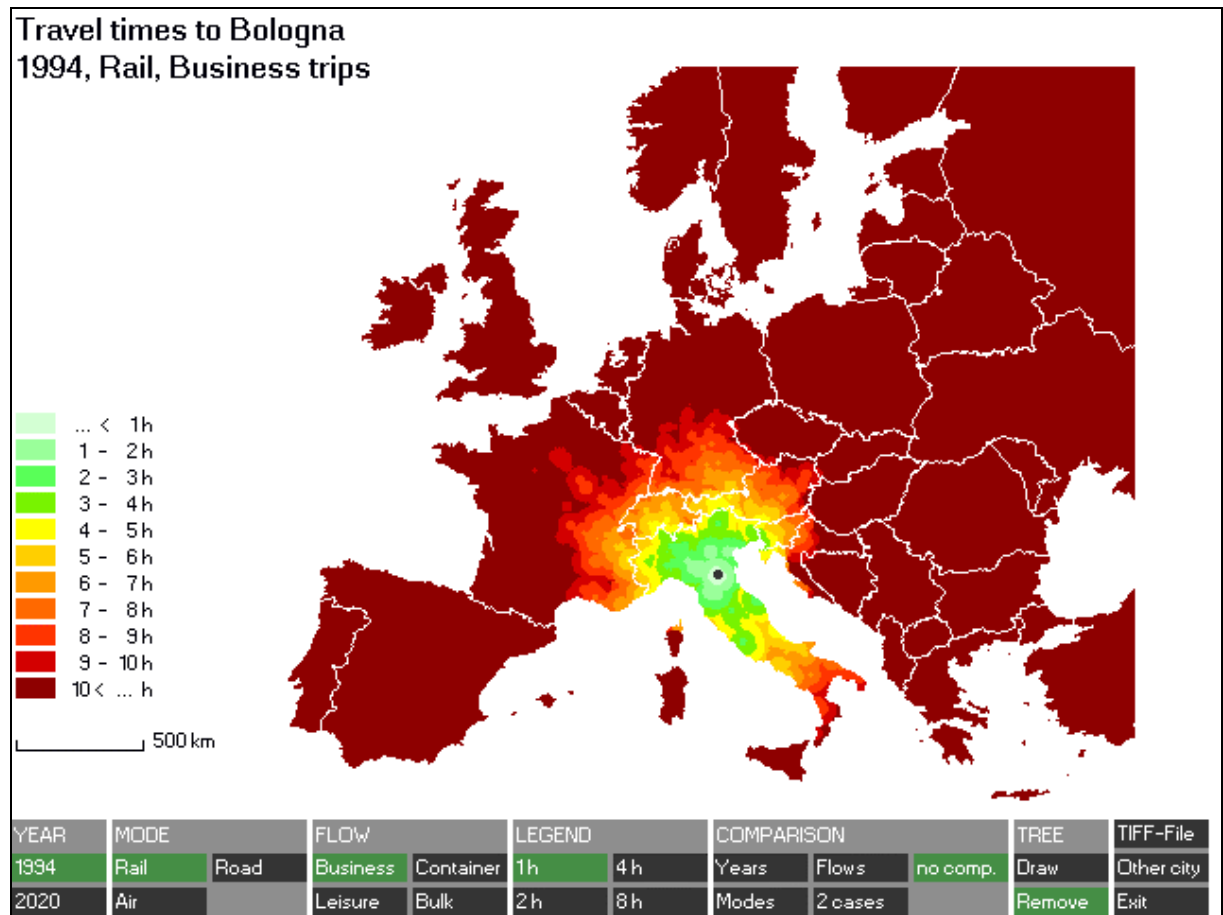 Travel times to Bologna
1994, Rail, Business trips
... < 1h
1 - 2h
2 - 3h
3 - 4h
4 - 5h
5 - 6h
6 - 7h
7 - 8h
8 - 9h
9 - 10h
10 < ... h
500 km
YEAR MODE FLOW LEGEND COMPARISON TREE TIFF-File
1994 Rail Road Business Container 1h 4h Years Flows no comp. Draw Other city
2020 Air Leisure Bulk 2h 8h Modes 2 cases Remove Exit